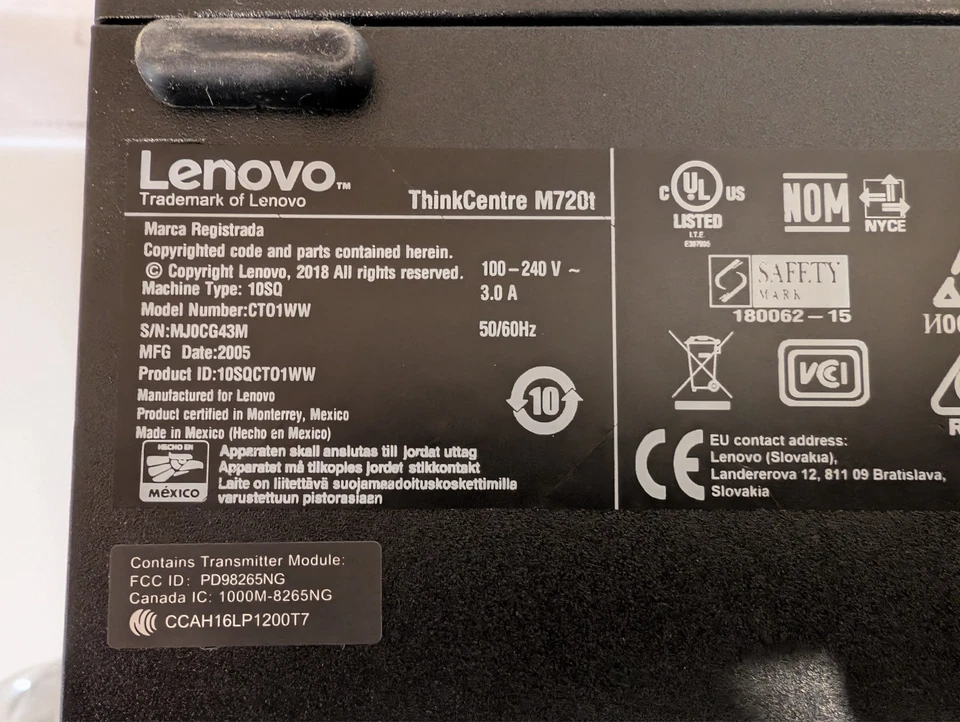 Lenovo™
Trademark of Lenovo
ThinkCentre M720t
Marca Registrada
Copyrighted code and parts contained herein.
© Copyright Lenovo, 2018 All rights reserved.
Machine Type: 10SQ
Model Number:CTO1WW
S/N:MJ0CG43M
MFG Date:2005
Product ID:10SQCTO1WW
Manufactured for Lenovo
Product certified in Monterrey, Mexico
Made in Mexico (Hecho en Mexico)
100-240 V ~
3.0 A
50/60Hz
10
HECHO EN
MÉXICO
Apparaten skall anslutas till jordat uttag
Apparatet må tilkoples jordet stikkontakt
Laite on liitettävä suojamaadoituskoskettimilla
varustettuun pistorasiaan
C UL US
LISTED
I.T.E.
NOM
NYCE
SAFETY
MARK
180062-15
VCCI
CE
EU contact address:
Lenovo (Slovakia),
Landererova 12, 811 09 Bratislava,
Slovakia
Contains Transmitter Module:
FCC ID: PD98265NG
Canada IC: 1000M-8265NG
CCAH16LP1200T7